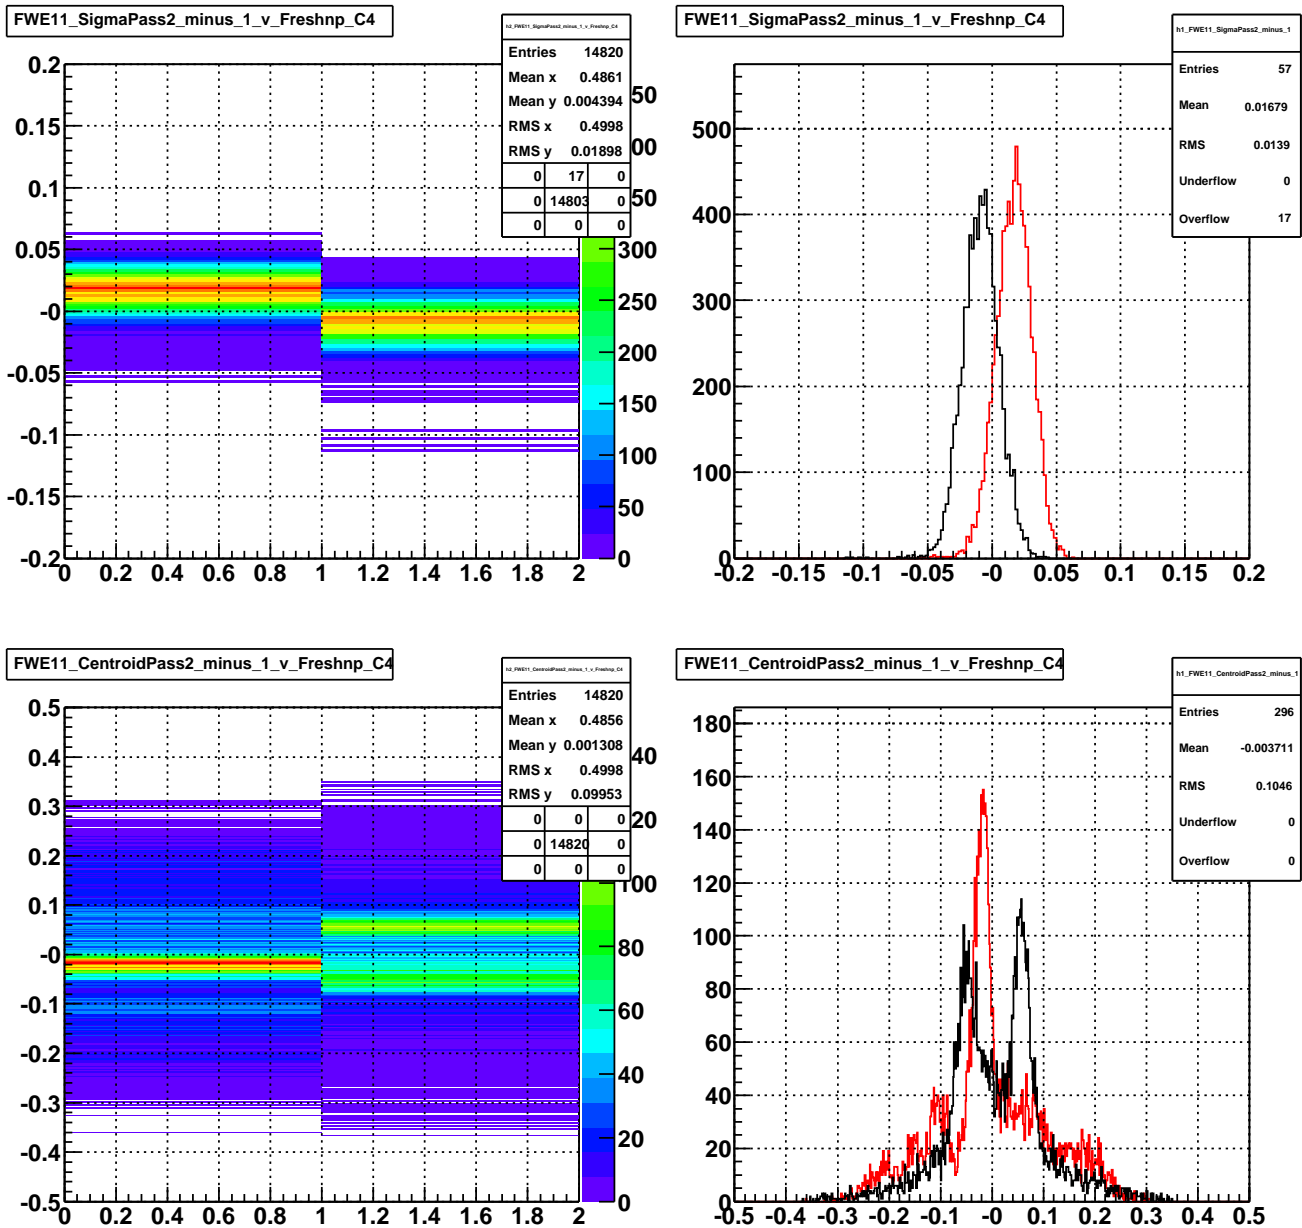 FWE11_SigmaPass2_minus_1_v_Freshnp_C4
h2_FWE11_SigmaPass2_minus_1_v_Freshnp_C4
Entries 14820
Mean x 0.4861
Mean y 0.004394
RMS x 0.4998
RMS y 0.01898
0 17 0
0 14803 0
0 0 0
0.2
0.15
0.1
0.05
-0
-0.05
-0.1
-0.15
-0.2
0 0.2 0.4 0.6 0.8 1 1.2 1.4 1.6 1.8 2
50
00
50
300
250
200
150
100
50
0
FWE11_SigmaPass2_minus_1_v_Freshnp_C4
h1_FWE11_SigmaPass2_minus_1
Entries 57
Mean 0.01679
RMS 0.0139
Underflow 0
Overflow 17
500
400
300
200
100
0
-0.2 -0.15 -0.1 -0.05 -0 0.05 0.1 0.15 0.2
FWE11_CentroidPass2_minus_1_v_Freshnp_C4
h2_FWE11_CentroidPass2_minus_1_v_Freshnp_C4
Entries 14820
Mean x 0.4856
Mean y 0.001308
RMS x 0.4998
RMS y 0.09953
0 0 0
0 14820 0
0 0 0
0.5
0.4
0.3
0.2
0.1
-0
-0.1
-0.2
-0.3
-0.4
-0.5
0 0.2 0.4 0.6 0.8 1 1.2 1.4 1.6 1.8 2
40
20
100
80
60
40
20
0
FWE11_CentroidPass2_minus_1_v_Freshnp_C4
h1_FWE11_CentroidPass2_minus_1
Entries 296
Mean -0.003711
RMS 0.1046
Underflow 0
Overflow 0
180
160
140
120
100
80
60
40
20
0
-0.5 -0.4 -0.3 -0.2 -0.1 -0 0.1 0.2 0.3 0.4 0.5